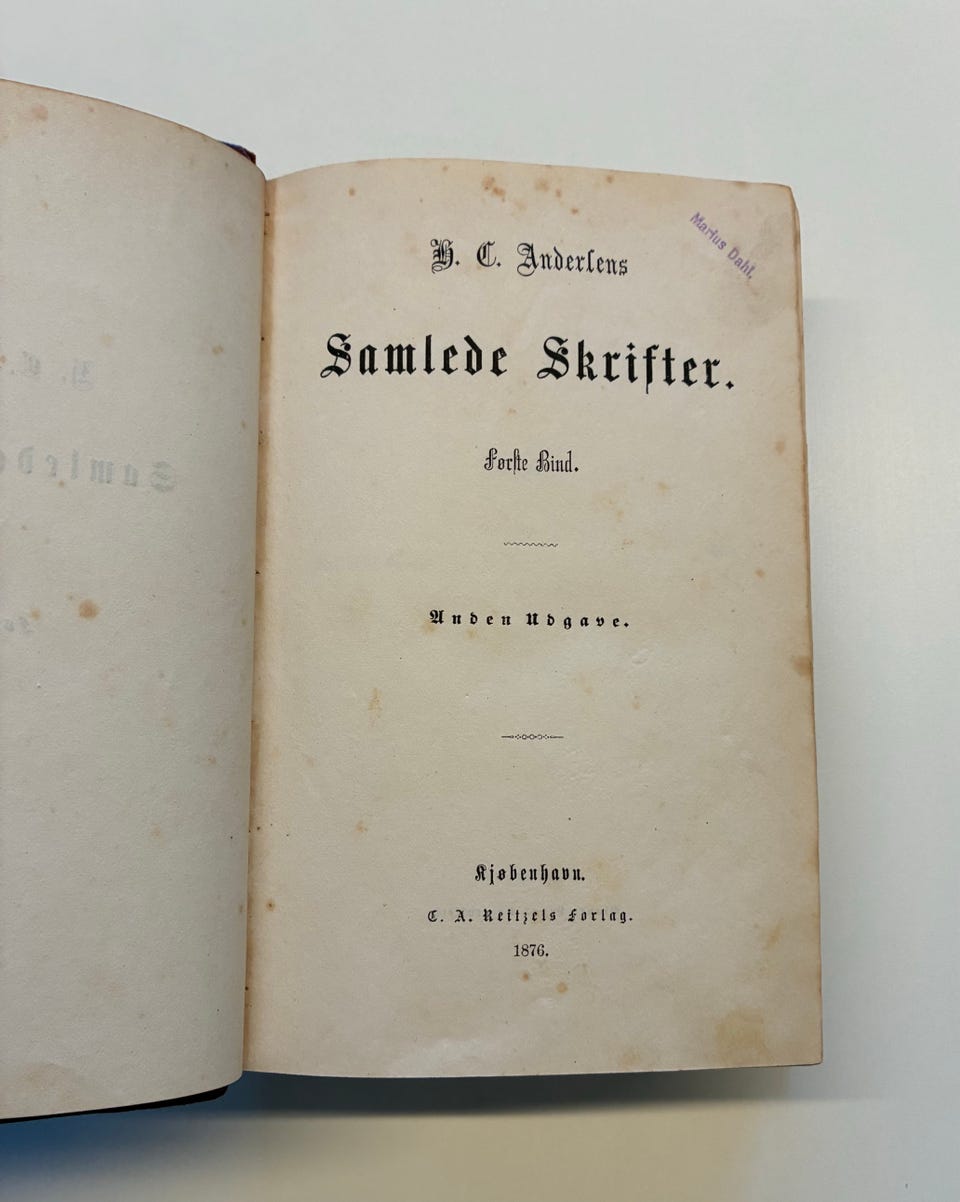 Marius Dahl.
H. C. Anderſens
Samlede Skrifter.
Førſte Bind.
Anden Udgave.
Kjøbenhavn.
C. A. Reitzels Forlag.
1876.